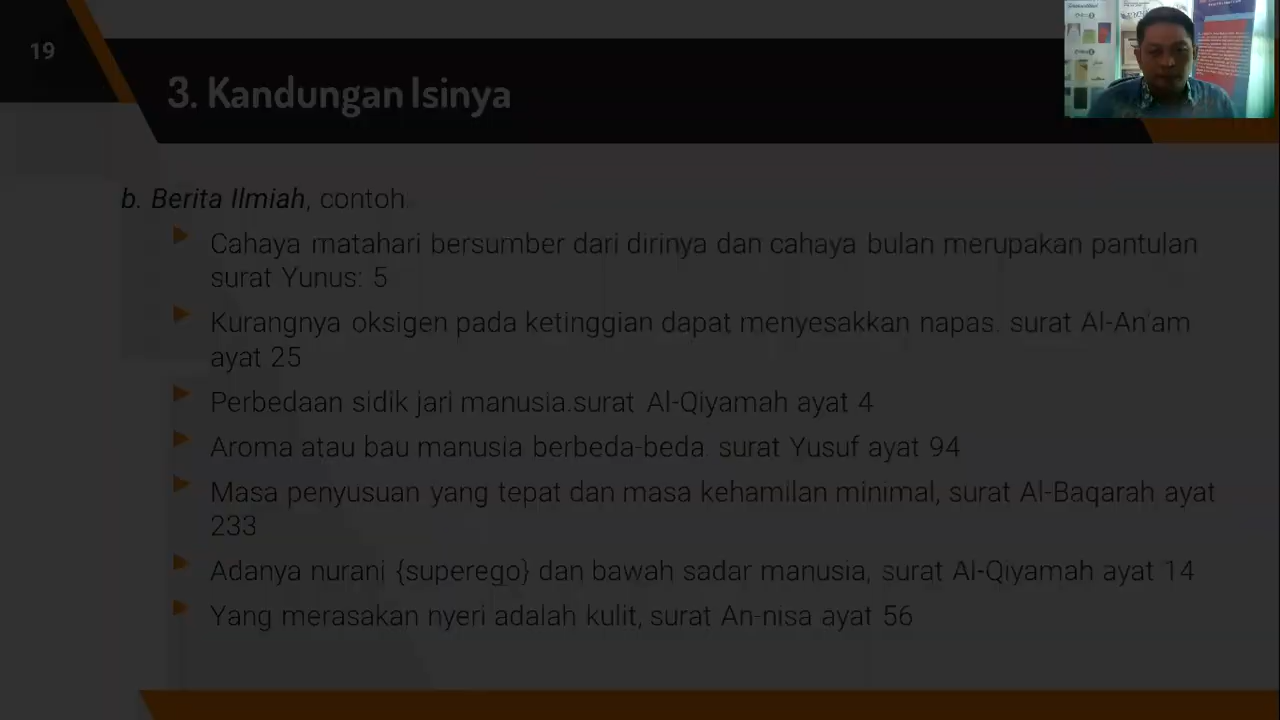 19
3. Kandungan Isinya
b. Berita Ilmiah, contoh
Cahaya matahari bersumber dari dirinya dan cahaya bulan merupakan pantulan
surat Yunus: 5
Kurangnya oksigen pada ketinggian dapat menyesakkan napas. surat Al-An'am
ayat 25
Perbedaan sidik jari manusia.surat Al-Qiyamah ayat 4
Aroma atau bau manusia berbeda-beda. surat Yusuf ayat 94
Masa penyusuan yang tepat dan masa kehamilan minimal, surat Al-Baqarah ayat
233
Adanya nurani {superego} dan bawah sadar manusia, surat Al-Qiyamah ayat 14
Yang merasakan nyeri adalah kulit, surat An-nisa ayat 56